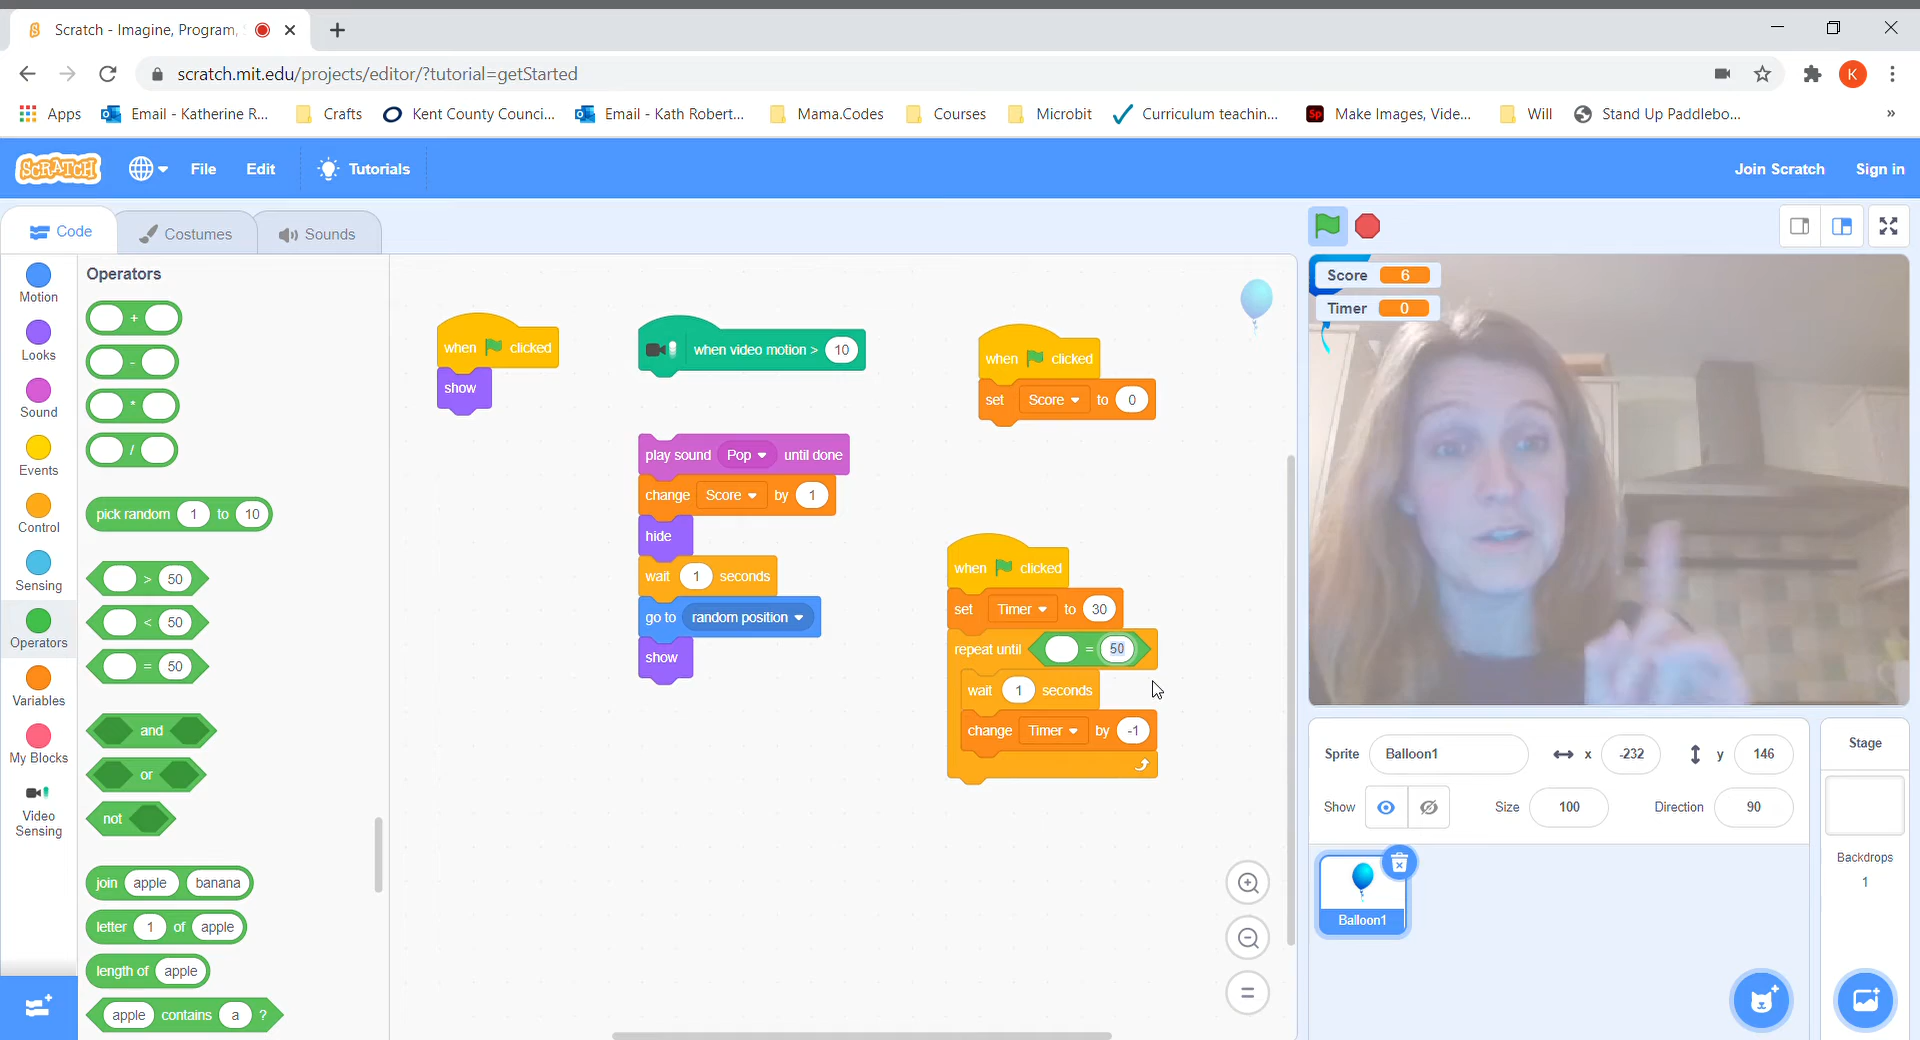 Scratch - Imagine, Program,
scratch.mit.edu/projects/editor/?tutorial=getStarted
K
Apps
Email - Katherine R...
Crafts
Kent County Counci...
Email - Kath Robert...
Mama.Codes
Courses
Microbit
Curriculum teachin...
Sp
Make Images, Vide...
Will
Stand Up Paddlebo...
»
SCRATCH
File
Edit
Tutorials
Join Scratch
Sign in
Code
Costumes
Sounds
Motion
Looks
Sound
Events
Control
Sensing
Operators
Variables
My Blocks
Video
Sensing
Operators
+
-
*
/
pick random 1 to 10
> 50
< 50
= 50
and
or
not
join apple banana
letter 1 of apple
length of apple
apple contains a ?
when clicked
show
when video motion > 10
play sound Pop until done
change Score by 1
hide
wait 1 seconds
go to random position
show
when clicked
set Score to 0
when clicked
set Timer to 30
repeat until = 50
wait 1 seconds
change Timer by -1
Score 6
Timer 0
Sprite Balloon1 x -232 y 146
Show Size 100 Direction 90
Balloon1
Stage
Backdrops
1